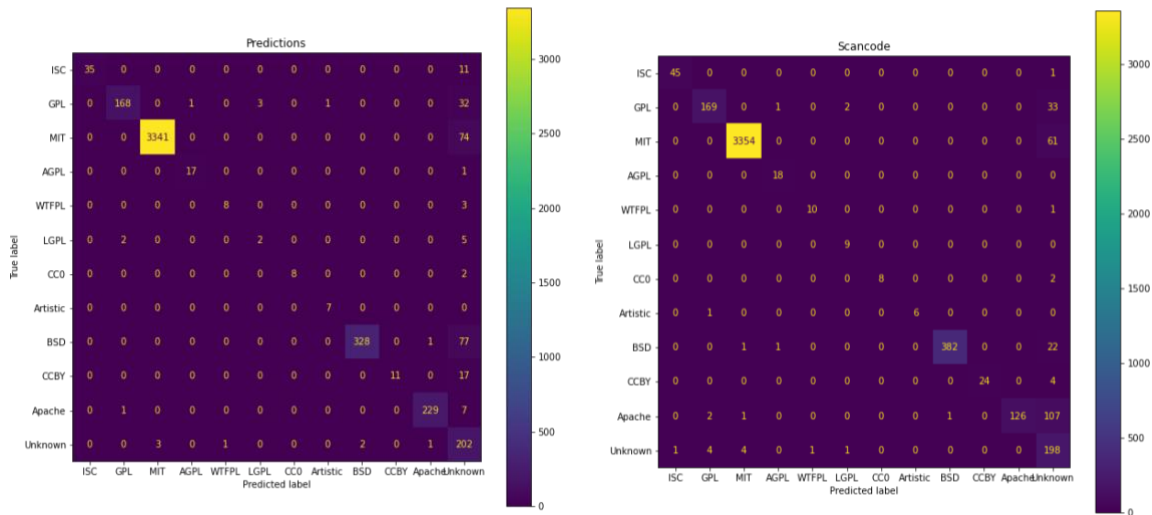 Predictions
ISC 35 0 0 0 0 0 0 0 0 0 0 11
GPL 0 168 0 1 0 3 0 1 0 0 0 32
MIT 0 0 3341 0 0 0 0 0 0 0 0 74
AGPL 0 0 0 17 0 0 0 0 0 0 0 1
WTFPL 0 0 0 0 8 0 0 0 0 0 0 3
LGPL 0 2 0 0 0 2 0 0 0 0 0 5
CC0 0 0 0 0 0 0 8 0 0 0 0 2
Artistic 0 0 0 0 0 0 0 7 0 0 0 0
BSD 0 0 0 0 0 0 0 0 328 0 1 77
CCBY 0 0 0 0 0 0 0 0 0 11 0 17
Apache 0 1 0 0 0 0 0 0 0 0 229 7
Unknown 0 0 3 0 1 0 0 0 2 0 1 202
ISC GPL MIT AGPL WTFPL LGPL CC0 Artistic BSD CCBY Apache Unknown
Predicted label
True label
3000
2500
2000
1500
1000
500
0
Scancode
ISC 45 0 0 0 0 0 0 0 0 0 0 1
GPL 0 169 0 1 0 2 0 0 0 0 0 33
MIT 0 0 3354 0 0 0 0 0 0 0 0 61
AGPL 0 0 0 18 0 0 0 0 0 0 0 0
WTFPL 0 0 0 0 10 0 0 0 0 0 0 1
LGPL 0 0 0 0 0 9 0 0 0 0 0 0
CC0 0 0 0 0 0 0 8 0 0 0 0 2
Artistic 0 1 0 0 0 0 0 6 0 0 0 0
BSD 0 0 1 1 0 0 0 0 382 0 0 22
CCBY 0 0 0 0 0 0 0 0 0 24 0 4
Apache 0 2 1 0 0 0 0 0 1 0 126 107
Unknown 1 4 4 0 1 1 0 0 0 0 0 198
ISC GPL MIT AGPL WTFPL LGPL CC0 Artistic BSD CCBY Apache Unknown
Predicted label
True label
3000
2500
2000
1500
1000
500
0